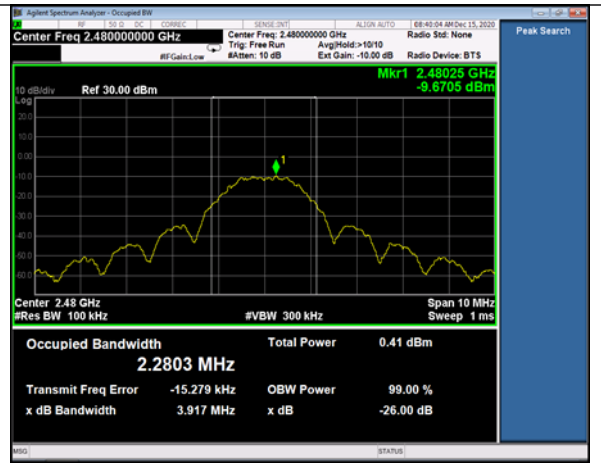 Agilent Spectrum Analyzer - Occupied BW
RF 50 Ω DC CORREC SENSE:INT ALIGN AUTO 08:40:04 AM Dec 15, 2020
Center Freq 2.480000000 GHz Center Freq: 2.480000000 GHz Radio Std: None Peak Search
Trig: Free Run Avg|Hold:>10/10
#IFGain:Low #Atten: 10 dB Ext Gain: -10.00 dB Radio Device: BTS
Mkr1 2.48025 GHz
10 dB/div Ref 30.00 dBm -9.6705 dBm
Log
20.0
10.0
0.00
1
-10.0
-20.0
-30.0
-40.0
-50.0
-60.0
Center 2.48 GHz Span 10 MHz
#Res BW 100 kHz #VBW 300 kHz Sweep 1 ms
Occupied Bandwidth Total Power 0.41 dBm
2.2803 MHz
Transmit Freq Error -15.279 kHz OBW Power 99.00 %
x dB Bandwidth 3.917 MHz x dB -26.00 dB
MSG STATUS